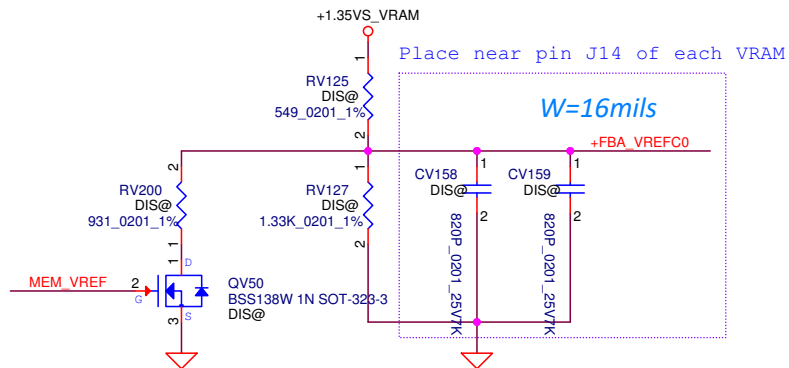 +1.35VS_VRAM
Place near pin J14 of each VRAM
1
RV125
DIS@
549_0201_1%
2
W=16mils
+FBA_VREFC0
2
RV200
DIS@
931_0201_1%
1
1
RV127
DIS@
1.33K_0201_1%
2
1
CV158
DIS@
2
820P_0201_25V7K
1
CV159
DIS@
2
820P_0201_25V7K
MEM_VREF
2
G
1
D
S
3
QV50
BSS138W 1N SOT-323-3
DIS@